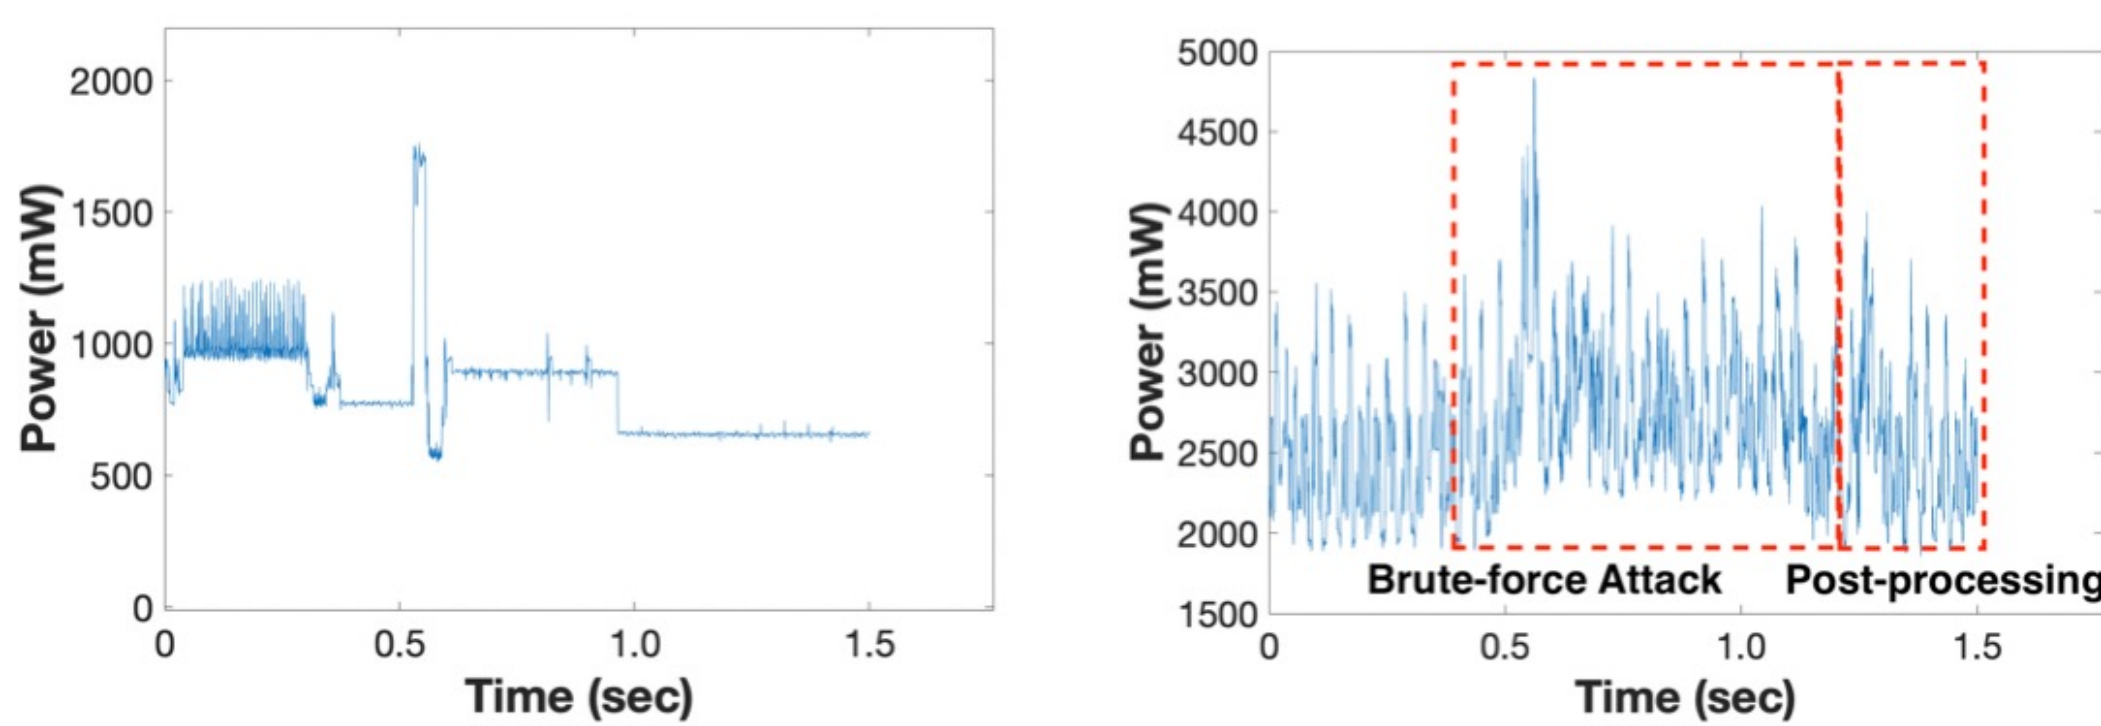 Power (mW)
2000
1500
1000
500
0
0 0.5 1.0 1.5
Time (sec)
Power (mW)
5000
4500
4000
3500
3000
2500
2000
1500
Brute-force Attack Post-processing
0 0.5 1.0 1.5
Time (sec)